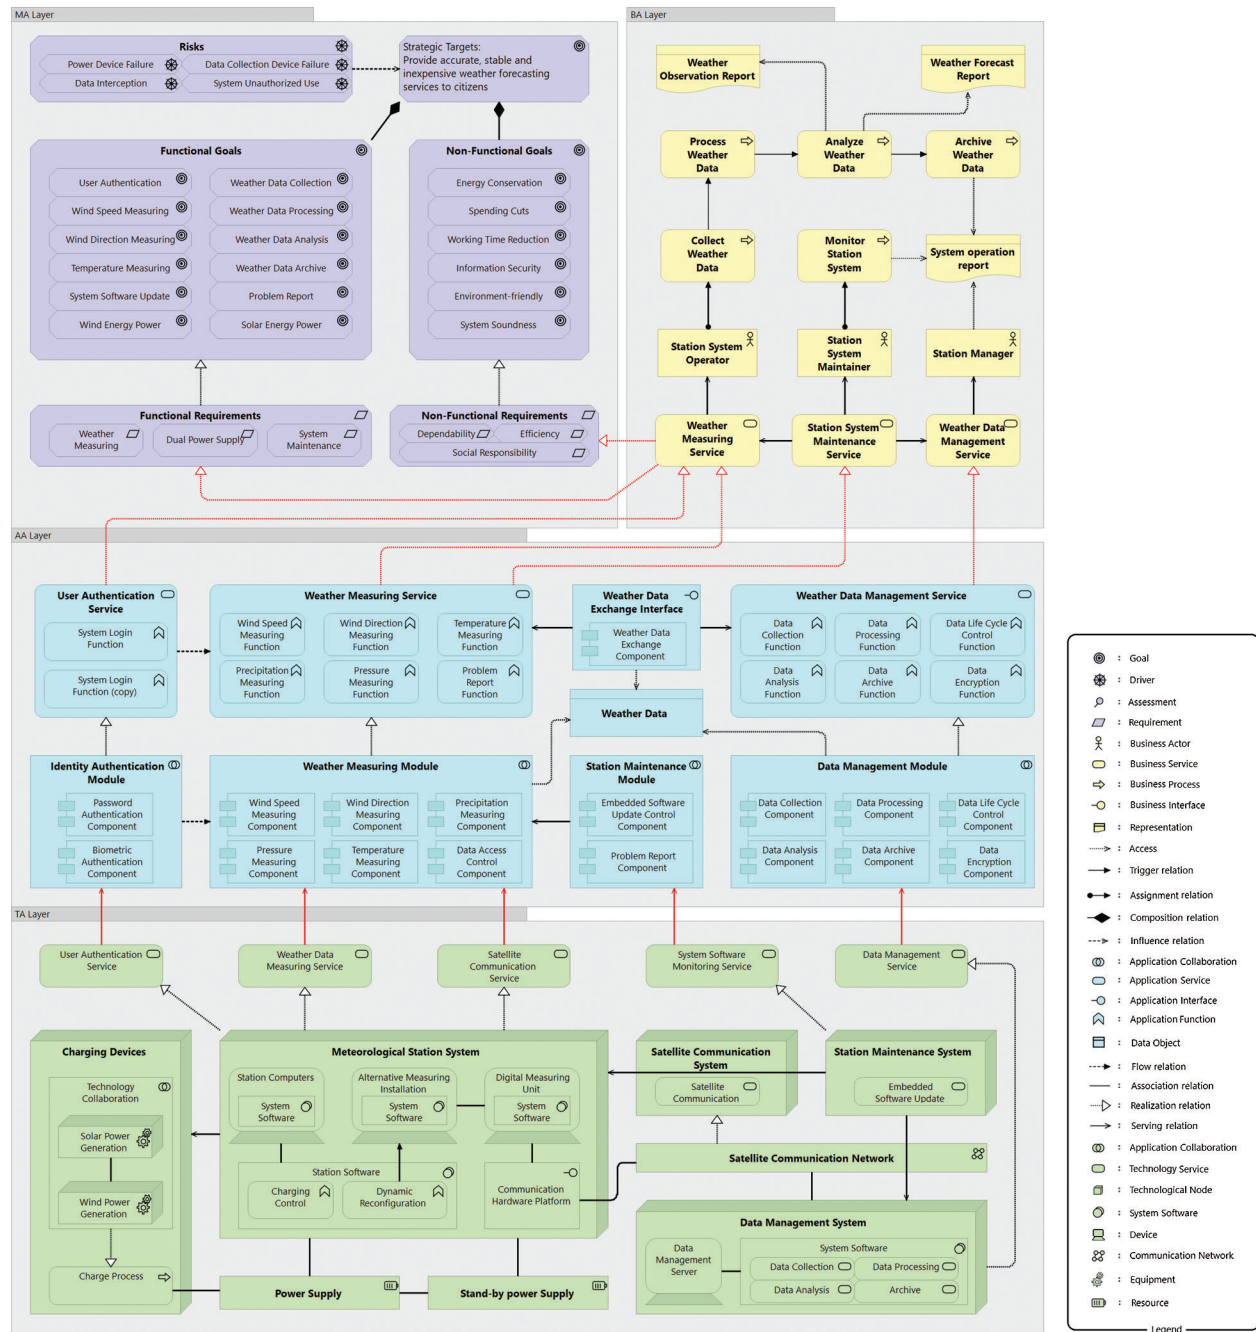 MA Layer
Risks
Power Device Failure
Data Collection Device Failure
Data Interception
System Unauthorized Use
Strategic Targets:
Provide accurate, stable and
inexpensive weather forecasting
services to citizens
Functional Goals
User Authentication
Weather Data Collection
Wind Speed Measuring
Weather Data Processing
Wind Direction Measuring
Weather Data Analysis
Temperature Measuring
Weather Data Archive
System Software Update
Problem Report
Wind Energy Power
Solar Energy Power
Non-Functional Goals
Energy Conservation
Spending Cuts
Working Time Reduction
Information Security
Environment-friendly
System Soundness
Functional Requirements
Weather
Measuring
Dual Power Supply
System
Maintenance
Non-Functional Requirements
Dependability
Efficiency
Social Responsibility
BA Layer
Weather
Observation Report
Weather Forecast
Report
Process
Weather
Data
Analyze
Weather
Data
Archive
Weather
Data
Collect
Weather
Data
Monitor
Station
System
System operation
report
Station System
Operator
Station
System
Maintainer
Station Manager
Weather
Measuring
Service
Station System
Maintenance
Service
Weather Data
Management
Service
AA Layer
User Authentication
Service
System Login
Function
System Login
Function (copy)
Weather Measuring Service
Wind Speed
Measuring
Function
Wind Direction
Measuring
Function
Temperature
Measuring
Function
Precipitation
Measuring
Function
Pressure
Measuring
Function
Problem
Report
Function
Weather Data
Exchange Interface
Weather Data
Exchange
Component
Weather Data
Weather Data Management Service
Data
Collection
Function
Data
Processing
Function
Data Life Cycle
Control
Function
Data
Analysis
Function
Data
Archive
Function
Data
Encryption
Function
Identity Authentication
Module
Password
Authentication
Component
Biometric
Authentication
Component
Weather Measuring Module
Wind Speed
Measuring
Component
Wind Direction
Measuring
Component
Precipitation
Measuring
Component
Pressure
Measuring
Component
Temperature
Measuring
Component
Data Access
Control
Component
Station Maintenance
Module
Embedded Software
Update Control
Component
Problem Report
Component
Data Management Module
Data Collection
Component
Data Processing
Component
Data Life Cycle
Control
Component
Data Analysis
Component
Data Archive
Component
Data
Encryption
Component
TA Layer
User Authentication
Service
Weather Data
Measuring Service
Satellite
Communication
Service
System Software
Monitoring Service
Data Management
Service
Charging Devices
Technology
Collaboration
Solar Power
Generation
Wind Power
Generation
Charge Process
Meteorological Station System
Station Computers
System
Software
Alternative Measuring
Installation
System
Software
Digital Measuring
Unit
System
Software
Station Software
Charging
Control
Dynamic
Reconfiguration
Communication
Hardware Platform
Power Supply
Stand-by power Supply
Satellite Communication
System
Satellite
Communication
Station Maintenance System
Embedded
Software Update
Satellite Communication Network
Data Management System
Data
Management
Server
System Software
Data Collection
Data Processing
Data Analysis
Archive
: Goal
: Driver
: Assessment
: Requirement
: Business Actor
: Business Service
: Business Process
: Business Interface
: Representation
: Access
: Trigger relation
: Assignment relation
: Composition relation
: Influence relation
: Application Collaboration
: Application Service
: Application Interface
: Application Function
: Data Object
: Flow relation
: Association relation
: Realization relation
: Serving relation
: Application Collaboration
: Technology Service
: Technological Node
: System Software
: Device
: Communication Network
: Equipment
: Resource
Legend